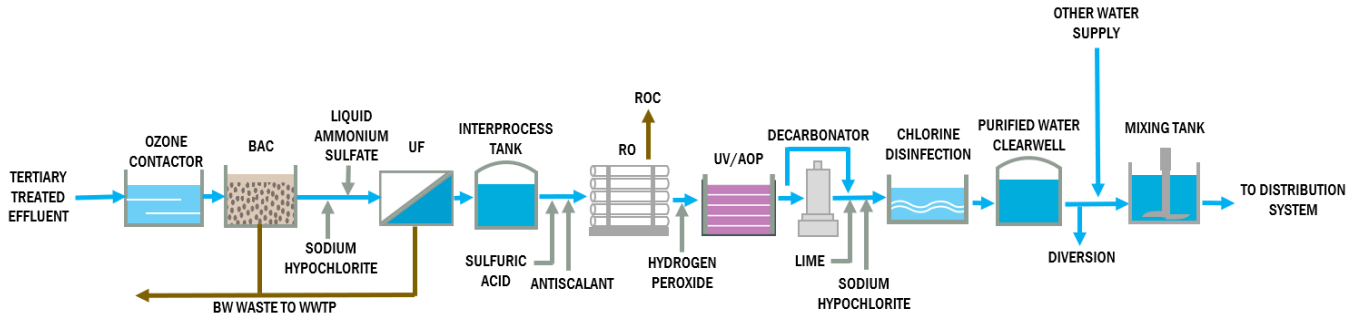 TERTIARY
TREATED
EFFLUENT
OZONE
CONTACTOR
BAC
LIQUID
AMMONIUM
SULFATE
SODIUM
HYPOCHLORITE
BW WASTE TO WWTP
UF
INTERPROCESS
TANK
SULFURIC
ACID
ANTISCALANT
ROC
RO
HYDROGEN
PEROXIDE
UV/AOP
DECARBONATOR
LIME
SODIUM
HYPOCHLORITE
CHLORINE
DISINFECTION
PURIFIED WATER
CLEARWELL
OTHER WATER
SUPPLY
DIVERSION
MIXING TANK
TO DISTRIBUTION
SYSTEM